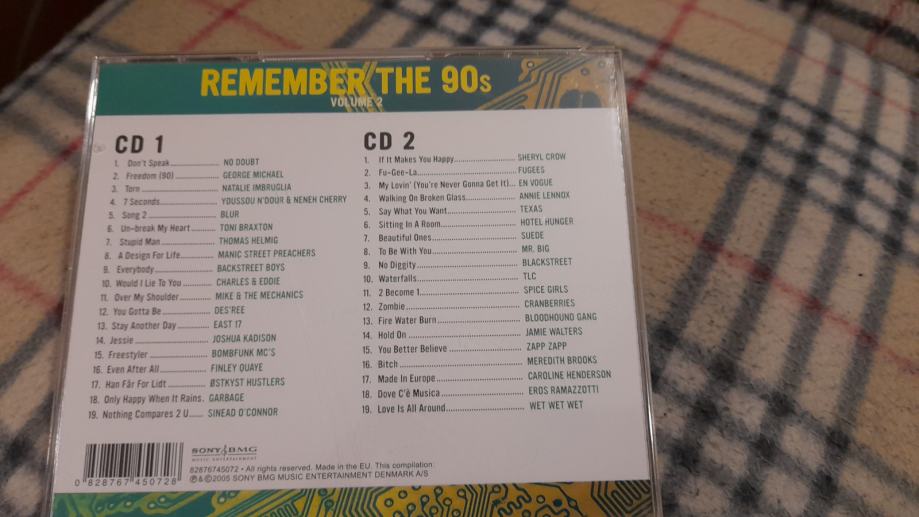 REMEMBER THE 90s
VOLUME 2
CD 1
1. Don't Speak NO DOUBT
2. Freedom (90) GEORGE MICHAEL
3. Torn NATALIE IMBRUGLIA
4. 7 Seconds YOUSSOU N'DOUR & NENEH CHERRY
5. Song 2 BLUR
6. Un-break My Heart TONI BRAXTON
7. Stupid Man THOMAS HELMIG
8. A Design For Life MANIC STREET PREACHERS
9. Everybody BACKSTREET BOYS
10. Would I Lie To You CHARLES & EDDIE
11. Over My Shoulder MIKE & THE MECHANICS
12. You Gotta Be DES'REE
13. Stay Another Day EAST 17
14. Jessie JOSHUA KADISON
15. Freestyler BOMBFUNK MC'S
16. Even After All FINLEY QUAYE
17. Han Får For Lidt ØSTKYST HUSTLERS
18. Only Happy When It Rains. GARBAGE
19. Nothing Compares 2 U SINEAD O'CONNOR
CD 2
1. If It Makes You Happy SHERYL CROW
2. Fu-Gee-La FUGEES
3. My Lovin' (You're Never Gonna Get It) EN VOGUE
4. Walking On Broken Glass ANNIE LENNOX
5. Say What You Want TEXAS
6. Sitting In A Room HOTEL HUNGER
7. Beautiful Ones SUEDE
8. To Be With You MR. BIG
9. No Diggity BLACKSTREET
10. Waterfalls TLC
11. 2 Become 1 SPICE GIRLS
12. Zombie CRANBERRIES
13. Fire Water Burn BLOODHOUND GANG
14. Hold On JAMIE WALTERS
15. You Better Believe ZAPP ZAPP
16. Bitch MEREDITH BROOKS
17. Made In Europe CAROLINE HENDERSON
18. Dove C'è Musica EROS RAMAZZOTTI
19. Love Is All Around WET WET WET
SONY BMG
music entertainment
0 828767 450728
82876745072 • All rights reserved. Made in the EU. This compilation:
℗&©2005 SONY BMG MUSIC ENTERTAINMENT DENMARK A/S